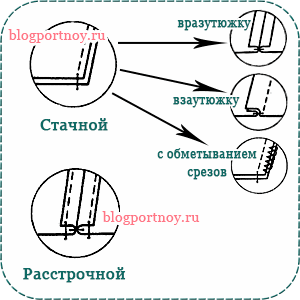 blogportnoy.ru
вразутюжку
взаутюжку
Стачной
с обметыванием
срезов
blogportnoy.ru
Расстрочной